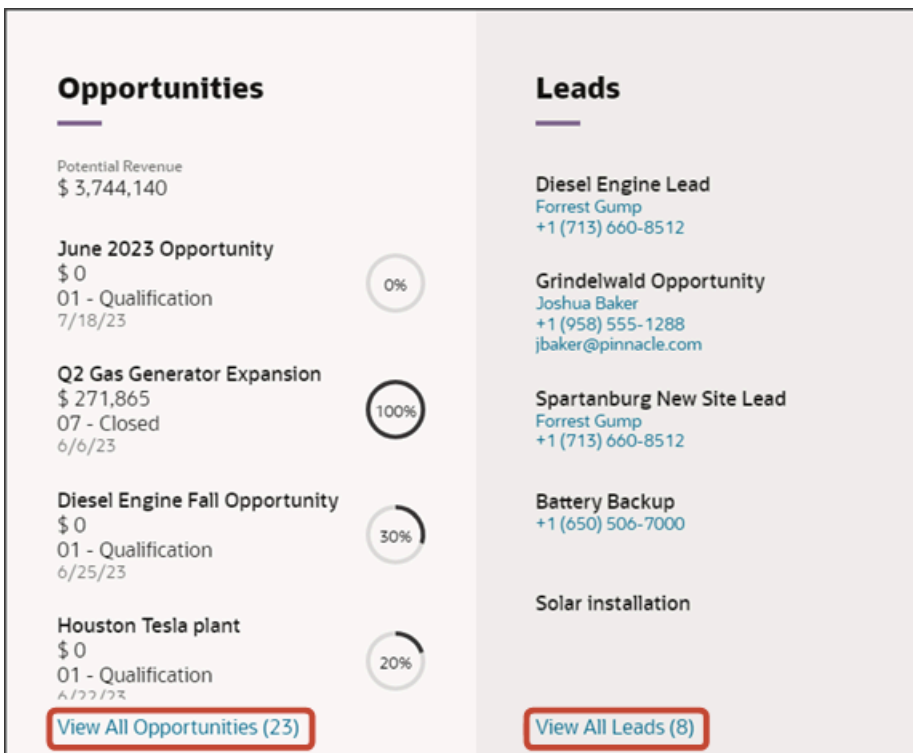 Opportunities
Potential Revenue
$ 3,744,140
June 2023 Opportunity
$ 0
01 - Qualification
7/18/23
0%
Q2 Gas Generator Expansion
$ 271,865
07 - Closed
6/6/23
100%
Diesel Engine Fall Opportunity
$ 0
01 - Qualification
6/25/23
30%
Houston Tesla plant
$ 0
01 - Qualification
6/22/23
20%
View All Opportunities (23)
Leads
Diesel Engine Lead
Forrest Gump
+1 (713) 660-8512
Grindelwald Opportunity
Joshua Baker
+1 (958) 555-1288
jbaker@pinnacle.com
Spartanburg New Site Lead
Forrest Gump
+1 (713) 660-8512
Battery Backup
+1 (650) 506-7000
Solar installation
View All Leads (8)